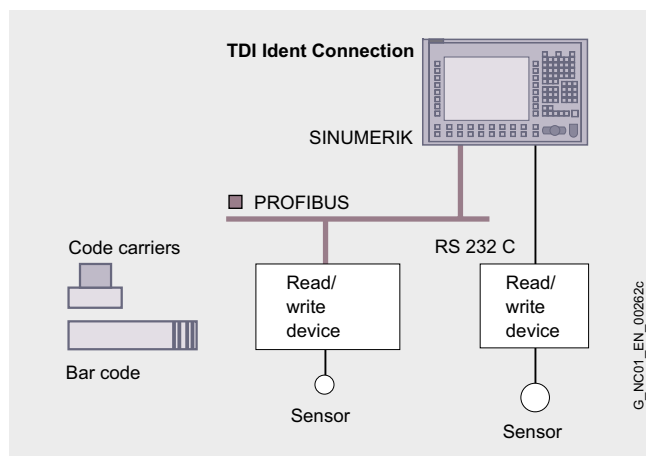 TDI Ident Connection
SINUMERIK
PROFIBUS
Code carriers
RS 232 C
Read/
write
device
Read/
write
device
Bar code
Sensor
Sensor
G_NC01_EN_00262c